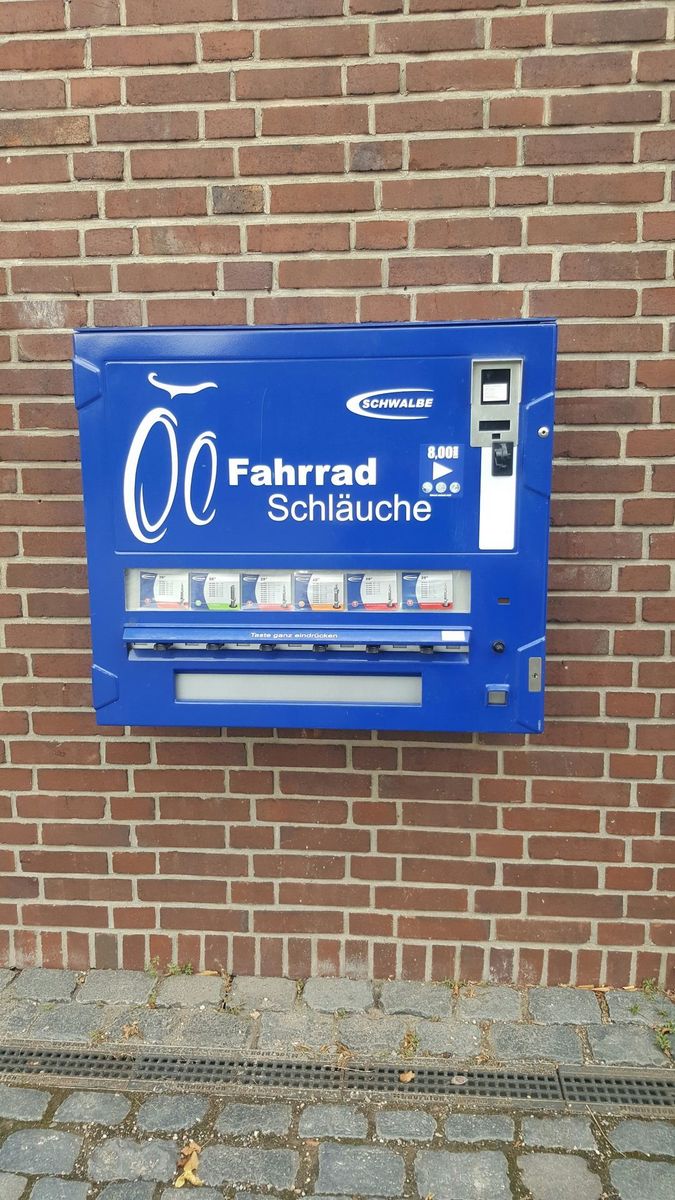 SCHWALBE
8,00
Fahrrad
Schläuche
Taste ganz eindrücken